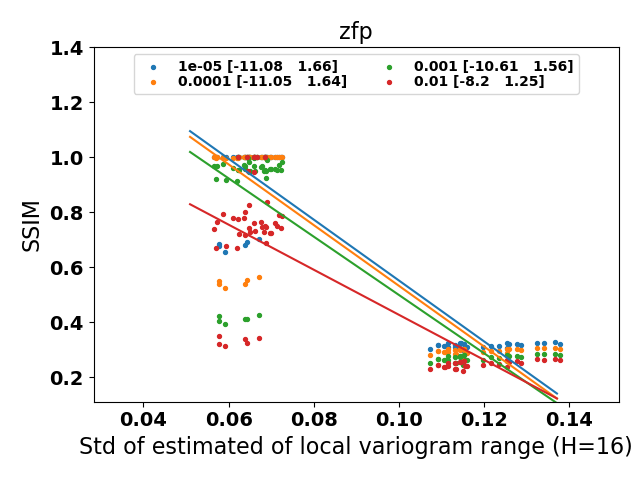 zfp
1e-05 [-11.08   1.66]
0.0001 [-11.05   1.64]
0.001 [-10.61   1.56]
0.01 [-8.2   1.25]
SSIM
1.4
1.2
1.0
0.8
0.6
0.4
0.2
0.04 0.06 0.08 0.10 0.12 0.14
Std of estimated of local variogram range (H=16)